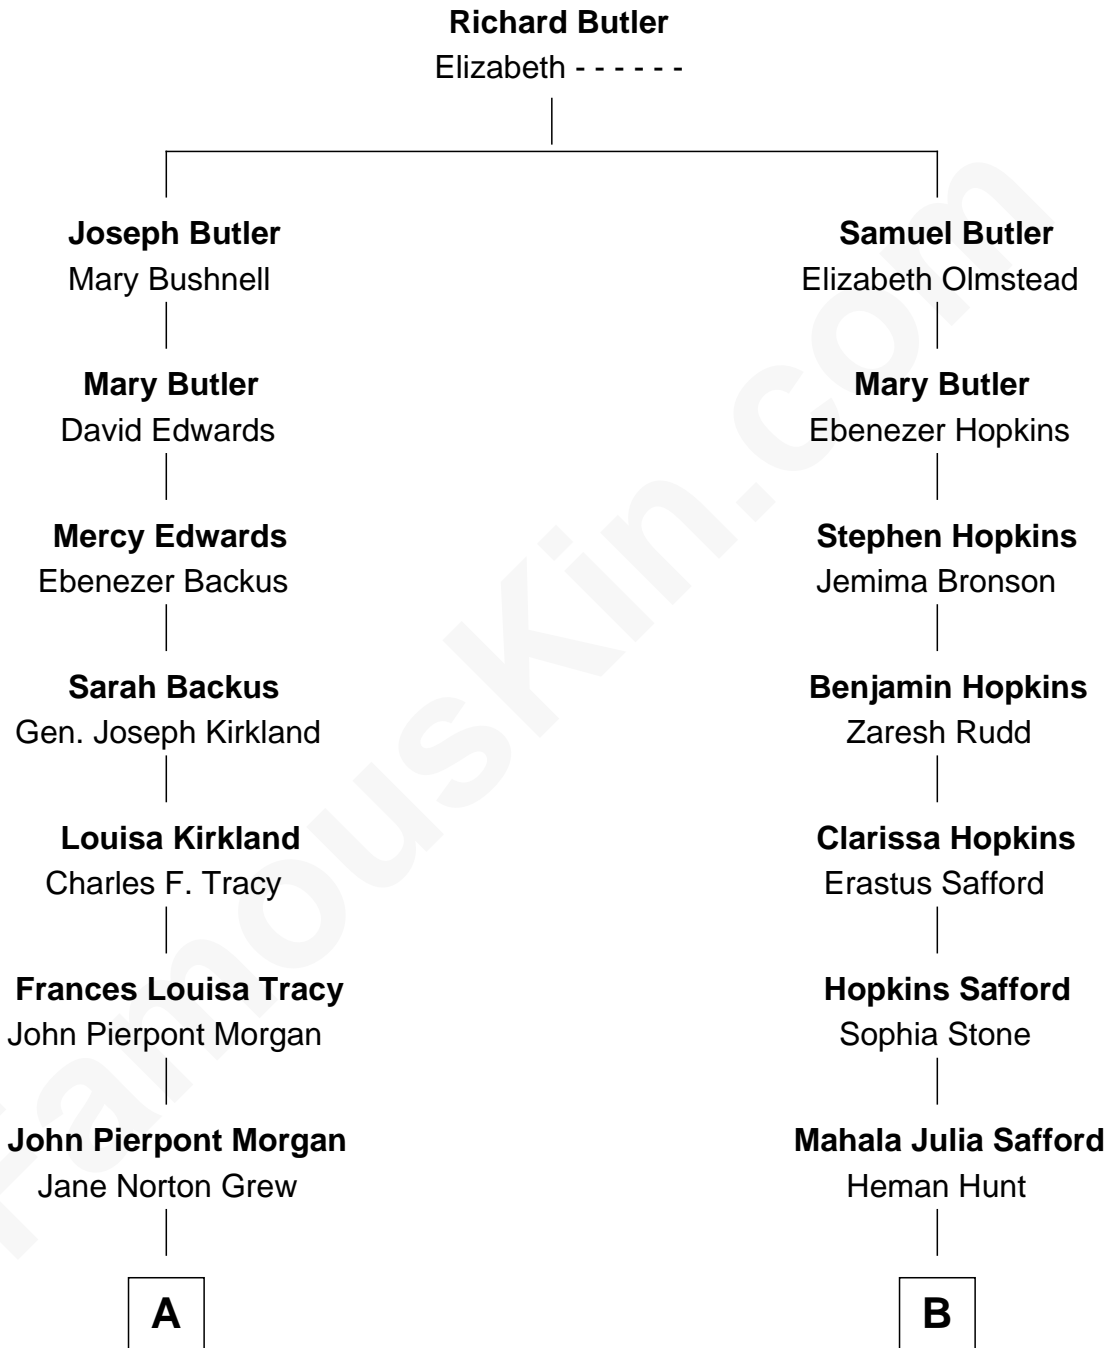 Richard Butler
Elizabeth - - - - - -
Joseph Butler
Mary Bushnell
Samuel Butler
Elizabeth Olmstead
Mary Butler
David Edwards
Mary Butler
Ebenezer Hopkins
Mercy Edwards
Ebenezer Backus
Stephen Hopkins
Jemima Bronson
Sarah Backus
Gen. Joseph Kirkland
Benjamin Hopkins
Zaresh Rudd
Louisa Kirkland
Charles F. Tracy
Clarissa Hopkins
Erastus Safford
Frances Louisa Tracy
John Pierpont Morgan
Hopkins Safford
Sophia Stone
John Pierpont Morgan
Jane Norton Grew
Mahala Julia Safford
Heman Hunt
A
B
FamousKin.com